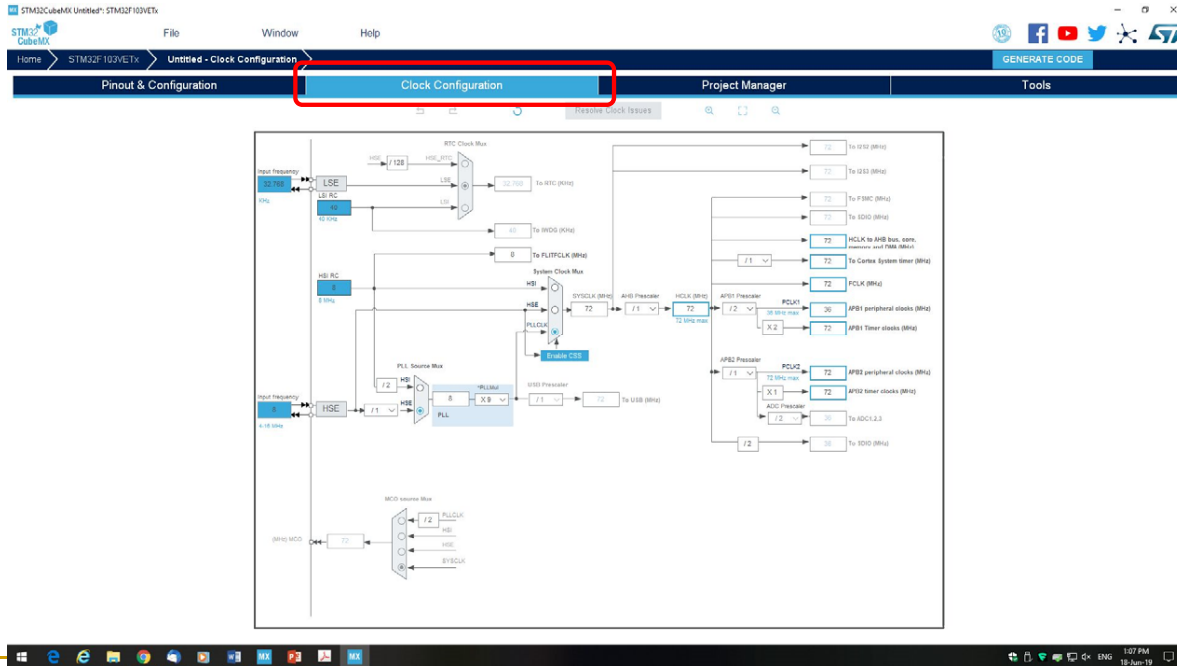 STM32CubeMX Untitled*: STM32F103VETx
STM32 CubeMX File Window Help
Home STM32F103VETx Untitled - Clock Configuration GENERATE CODE
Pinout & Configuration Clock Configuration Project Manager Tools
Resolve Clock Issues
RTC Clock Mux
HSE / 128 HSE_RTC
Input frequency
32.768
KHz
LSE
LSE
32.768 To RTC (KHz)
LSI RC
40
40 KHz
LSI
40 To IWDG (KHz)
8 To FLITFCLK (MHz)
HSI RC
8
8 MHz
System Clock Mux
HSI
HSE
PLLCLK
Enable CSS
SYSCLK (MHz)
72
AHB Prescaler
/ 1
HCLK (MHz)
72
72 MHz max
APB1 Prescaler
/ 2
PCLK1
36 MHz max
X 2
72 To I2S2 (MHz)
72 To I2S3 (MHz)
72 To FSMC (MHz)
72 To SDIO (MHz)
72 HCLK to AHB bus, core,
memory and DMA (MHz)
/ 1
72 To Cortex System timer (MHz)
72 FCLK (MHz)
36 APB1 peripheral clocks (MHz)
72 APB1 Timer clocks (MHz)
APB2 Prescaler
/ 1
PCLK2
72 MHz max
72 APB2 peripheral clocks (MHz)
X 1
72 APB2 timer clocks (MHz)
ADC Prescaler
/ 2
36 To ADC1,2,3
/ 2
36 To SDIO (MHz)
PLL Source Mux
/ 2
HSI
HSE
Input frequency
8
4-16 MHz
HSE
/ 1
8
*PLLMul
X 9
PLL
USB Prescaler
/ 1
72 To USB (MHz)
MCO source Mux
/ 2 PLLCLK
HSI
HSE
SYSCLK
(MHz) MCO 72
ENG 1:07 PM
18-Jun-19